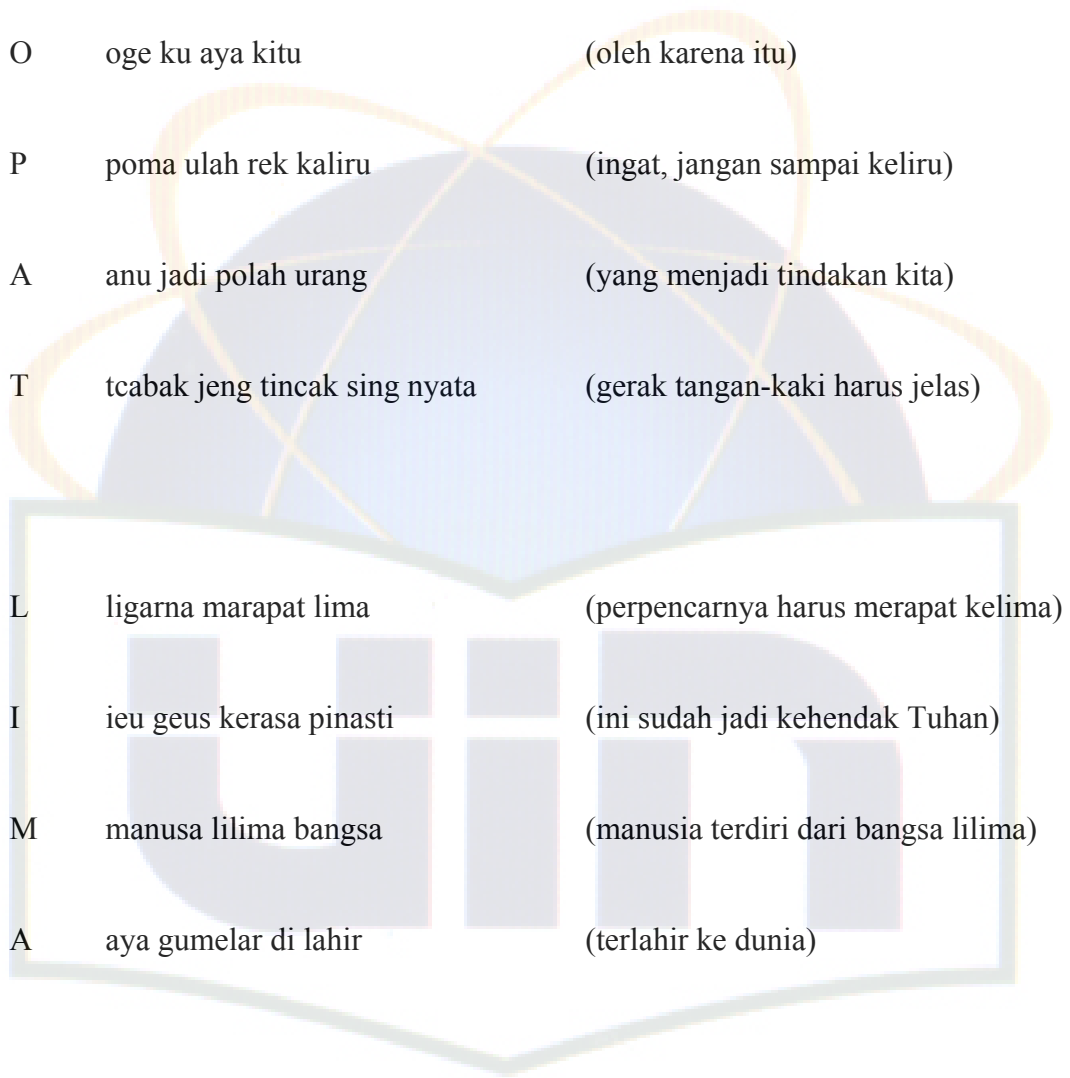 O oge ku aya kitu (oleh karena itu)
P poma ulah rek kaliru (ingat, jangan sampai keliru)
A anu jadi polah urang (yang menjadi tindakan kita)
T tcabak jeng tincak sing nyata (gerak tangan-kaki harus jelas)
L ligarna marapat lima (perpencarnya harus merapat kelima)
I ieu geus kerasa pinasti (ini sudah jadi kehendak Tuhan)
M manusa lilima bangsa (manusia terdiri dari bangsa lilima)
A aya gumelar di lahir (terlahir ke dunia)
uin